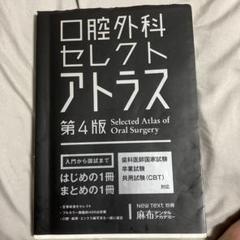 口腔外科
セレクト
アトラス
第4版
Selected Atlas of
Oral Surgery
入門から国試まで
はじめの1冊
まとめの1冊
歯科医師国家試験
卒業試験
共用試験(CBT)
対応
New Text 別冊
麻布デンタル
アカデミー